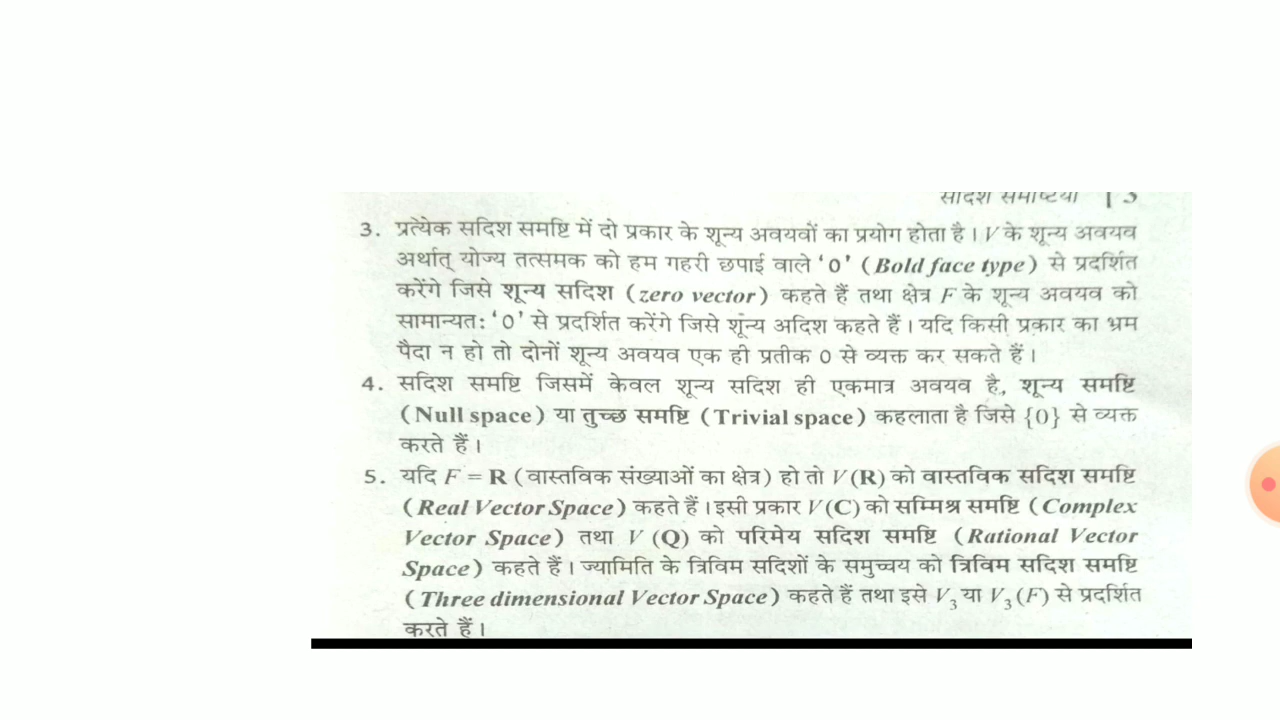 सदिश समष्टियाँ | 3
3. प्रत्येक सदिश समष्टि में दो प्रकार के शून्य अवयवों का प्रयोग होता है। V के शून्य अवयव
अर्थात् योज्य तत्समक को हम गहरी छपाई वाले ‘0’ (Bold face type) से प्रदर्शित
करेंगे जिसे शून्य सदिश (zero vector) कहते हैं तथा क्षेत्र F के शून्य अवयव को
सामान्यत: ‘0’ से प्रदर्शित करेंगे जिसे शून्य अदिश कहते हैं। यदि किसी प्रकार का भ्रम
पैदा न हो तो दोनों शून्य अवयव एक ही प्रतीक 0 से व्यक्त कर सकते हैं।
4. सदिश समष्टि जिसमें केवल शून्य सदिश ही एकमात्र अवयव है, शून्य समष्टि
(Null space) या तुच्छ समष्टि (Trivial space) कहलाता है जिसे {0} से व्यक्त
करते हैं।
5. यदि F = R (वास्तविक संख्याओं का क्षेत्र) हो तो V (R) को वास्तविक सदिश समष्टि
(Real Vector Space) कहते हैं। इसी प्रकार V (C) को सम्मिश्र समष्टि (Complex
Vector Space) तथा V (Q) को परिमेय सदिश समष्टि (Rational Vector
Space) कहते हैं। ज्यामिति के त्रिविम सदिशों के समुच्चय को त्रिविम सदिश समष्टि
(Three dimensional Vector Space) कहते हैं तथा इसे V₃ या V₃ (F) से प्रदर्शित
करते हैं।